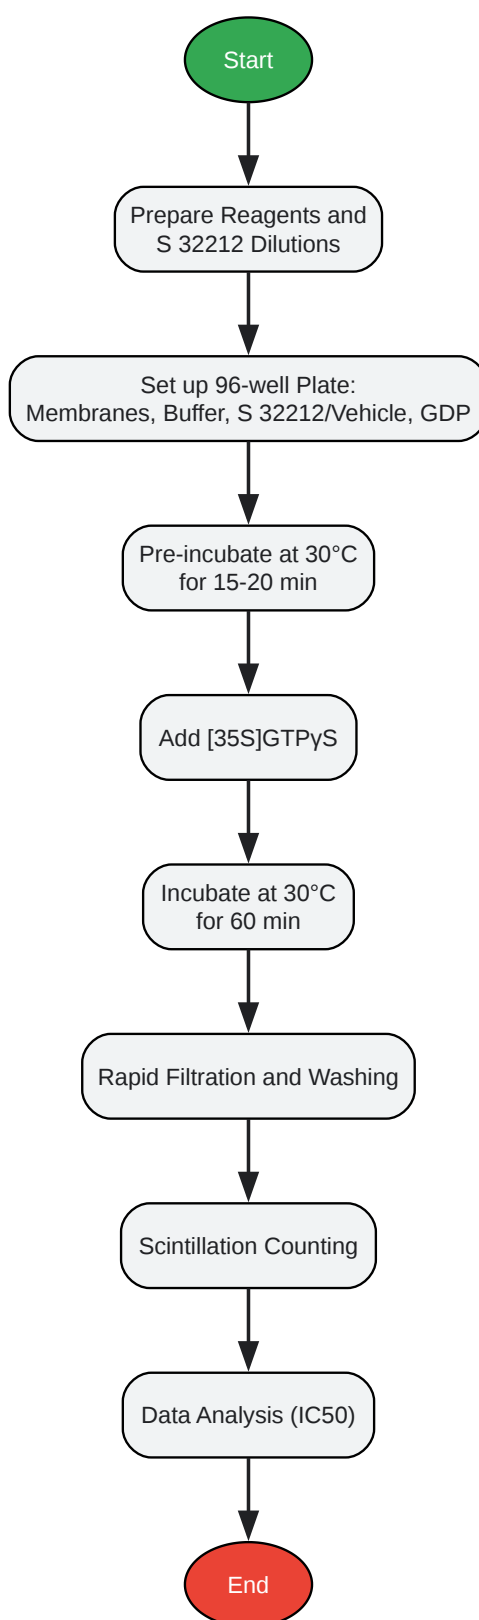 Start
Prepare Reagents and
S 32212 Dilutions
Set up 96-well Plate:
Membranes, Buffer, S 32212/Vehicle, GDP
Pre-incubate at 30°C
for 15-20 min
Add [35S]GTPγS
Incubate at 30°C
for 60 min
Rapid Filtration and Washing
Scintillation Counting
Data Analysis (IC50)
End